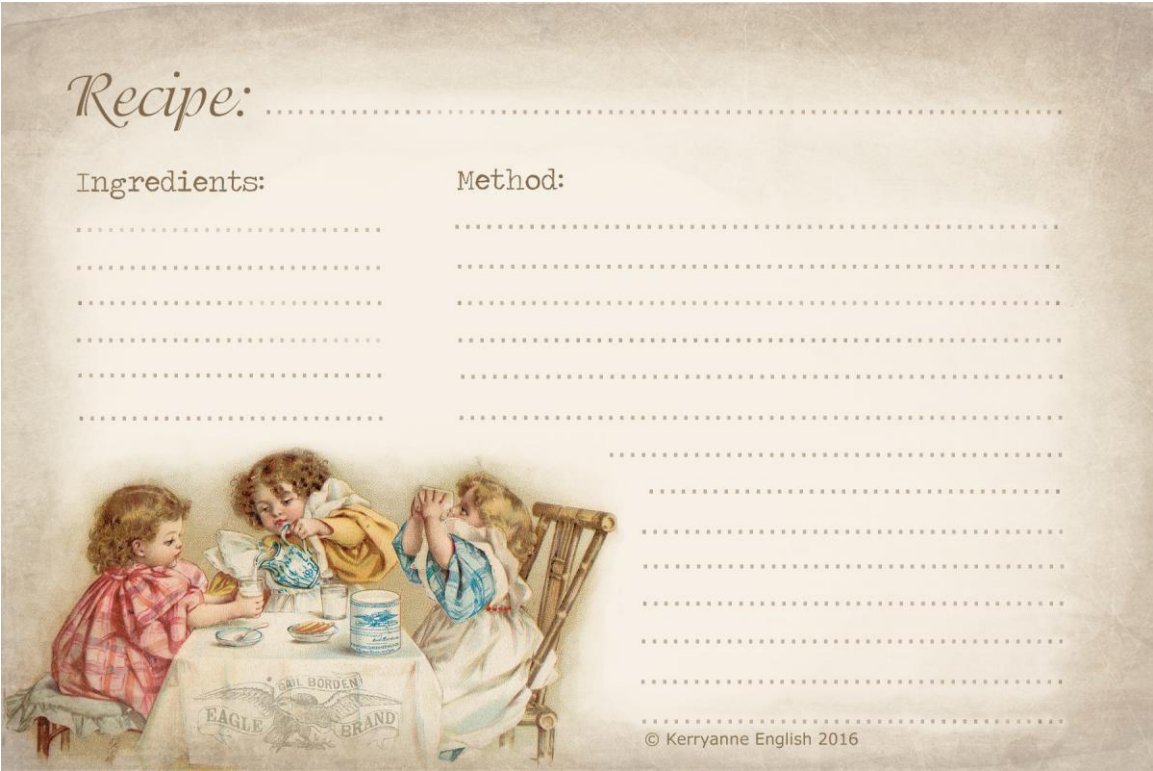 Recipe:
Ingredients:
Method:
GAIL BORDEN
EAGLE BRAND
© Kerryanne English 2016